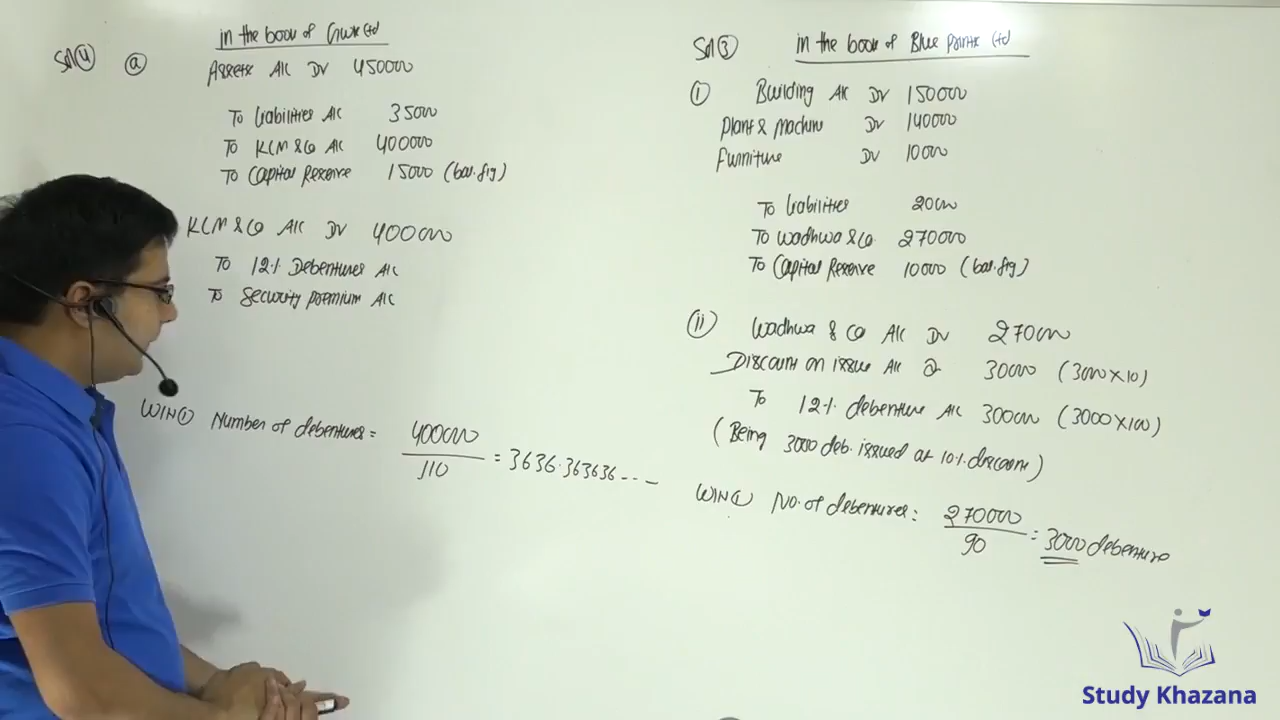 Sol 4 a in the book of Gwx Ltd
Assets A/C Dr 450000
To Liabilities A/C 35000
To KLM & Co A/C 400000
To Capital Reserve 15000 (bal.fig)
KLM & Co A/C Dr 400000
To 12% Debentures A/C
To Security premium A/C
W/N 1 Number of debentures = 400000 / 110 = 3636.363636---
Sol 3 in the book of Blue prints Ltd
i Building A/C Dr 150000
Plant & Machine Dr 140000
Furniture Dr 10000
To Liabilities 20000
To Wadhwa & Co. 270000
To Capital Reserve 10000 (bal.fig)
ii Wadhwa & Co A/C Dr 270000
Discount on issue A/C Dr 30000 (3000×10)
To 12% debenture A/C 300000 (3000×100)
(Being 3000 deb. issued at 10% discount)
W/N 1 No. of debentures = 270000 / 90 = 3000 debenture
Study Khazana